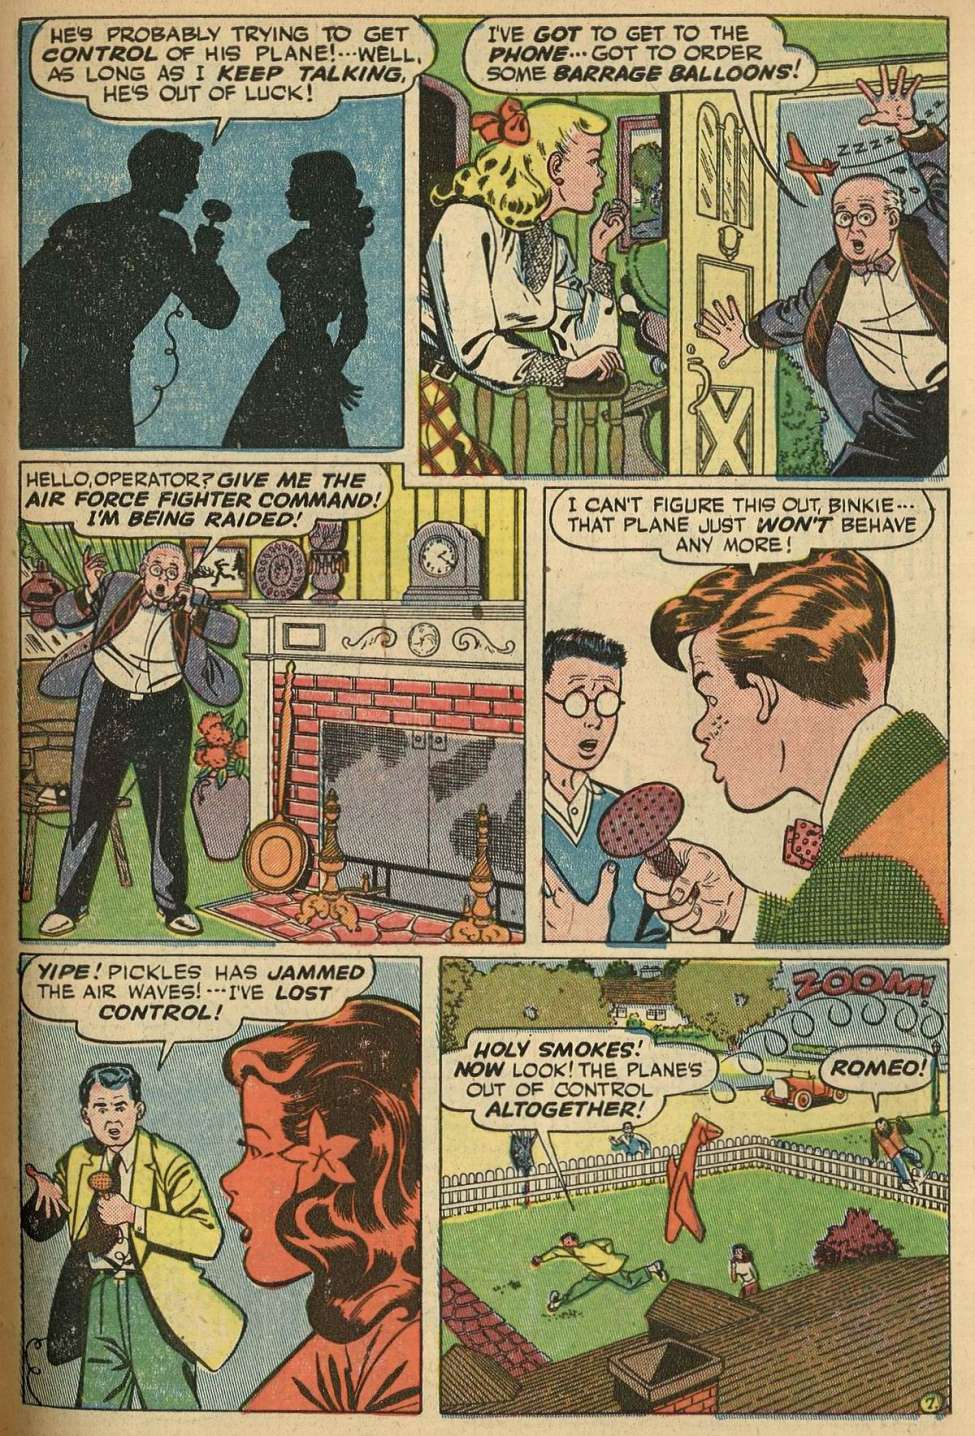 HE'S PROBABLY TRYING TO GET
CONTROL OF HIS PLANE!--WELL,
AS LONG AS I KEEP TALKING,
HE'S OUT OF LUCK!
I'VE GOT TO GET TO THE
PHONE--- GOT TO ORDER
SOME BARRAGE BALLOONS!
ZZZZZZ
HELLO, OPERATOR? GIVE ME THE
AIR FORCE FIGHTER COMMAND!
I'M BEING RAIDED!
I CAN'T FIGURE THIS OUT, BINKIE---
THAT PLANE JUST WON'T BEHAVE
ANY MORE!
YIPE! PICKLES HAS JAMMED
THE AIR WAVES!---I'VE LOST
CONTROL!
ZOOM!
HOLY SMOKES!
NOW LOOK! THE PLANE'S
OUT OF CONTROL
ALTOGETHER!
ROMEO!
7